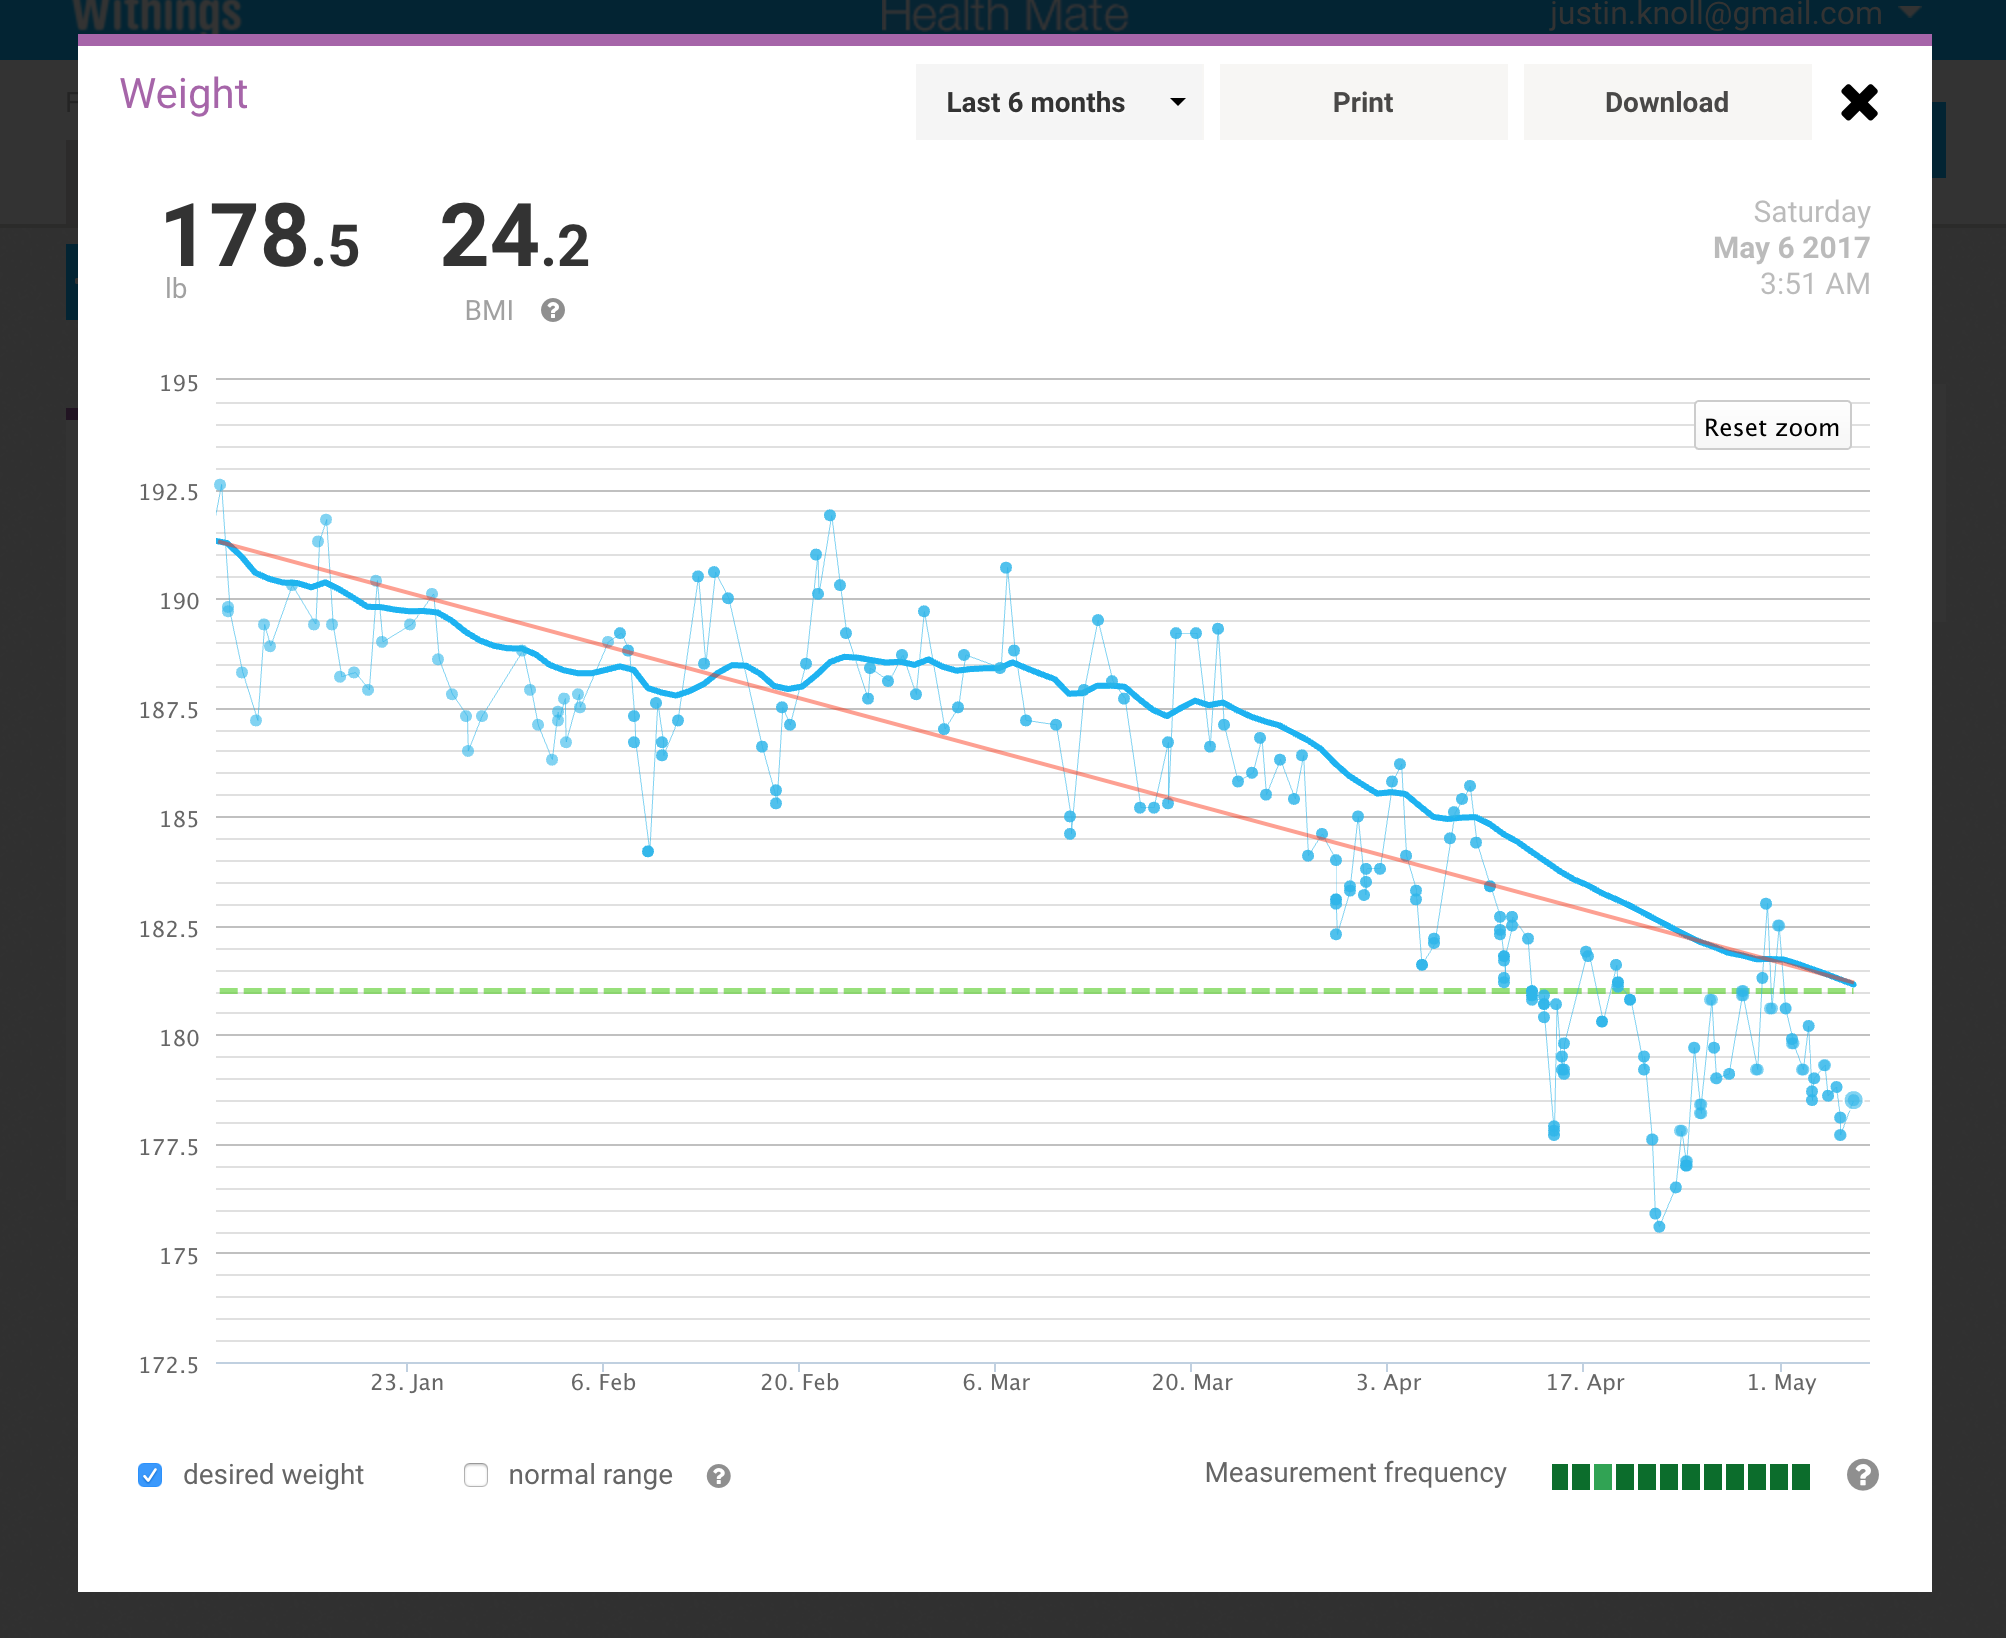 Withings Health Mate justin.knoll@gmail.com
Weight
Last 6 months
Print
Download
178.5
lb
24.2
BMI ?
Saturday
May 6 2017
3:51 AM
195
Reset zoom
192.5
190
187.5
185
182.5
180
177.5
175
172.5
23. Jan 6. Feb 20. Feb 6. Mar 20. Mar 3. Apr 17. Apr 1. May
desired weight normal range ? Measurement frequency ?